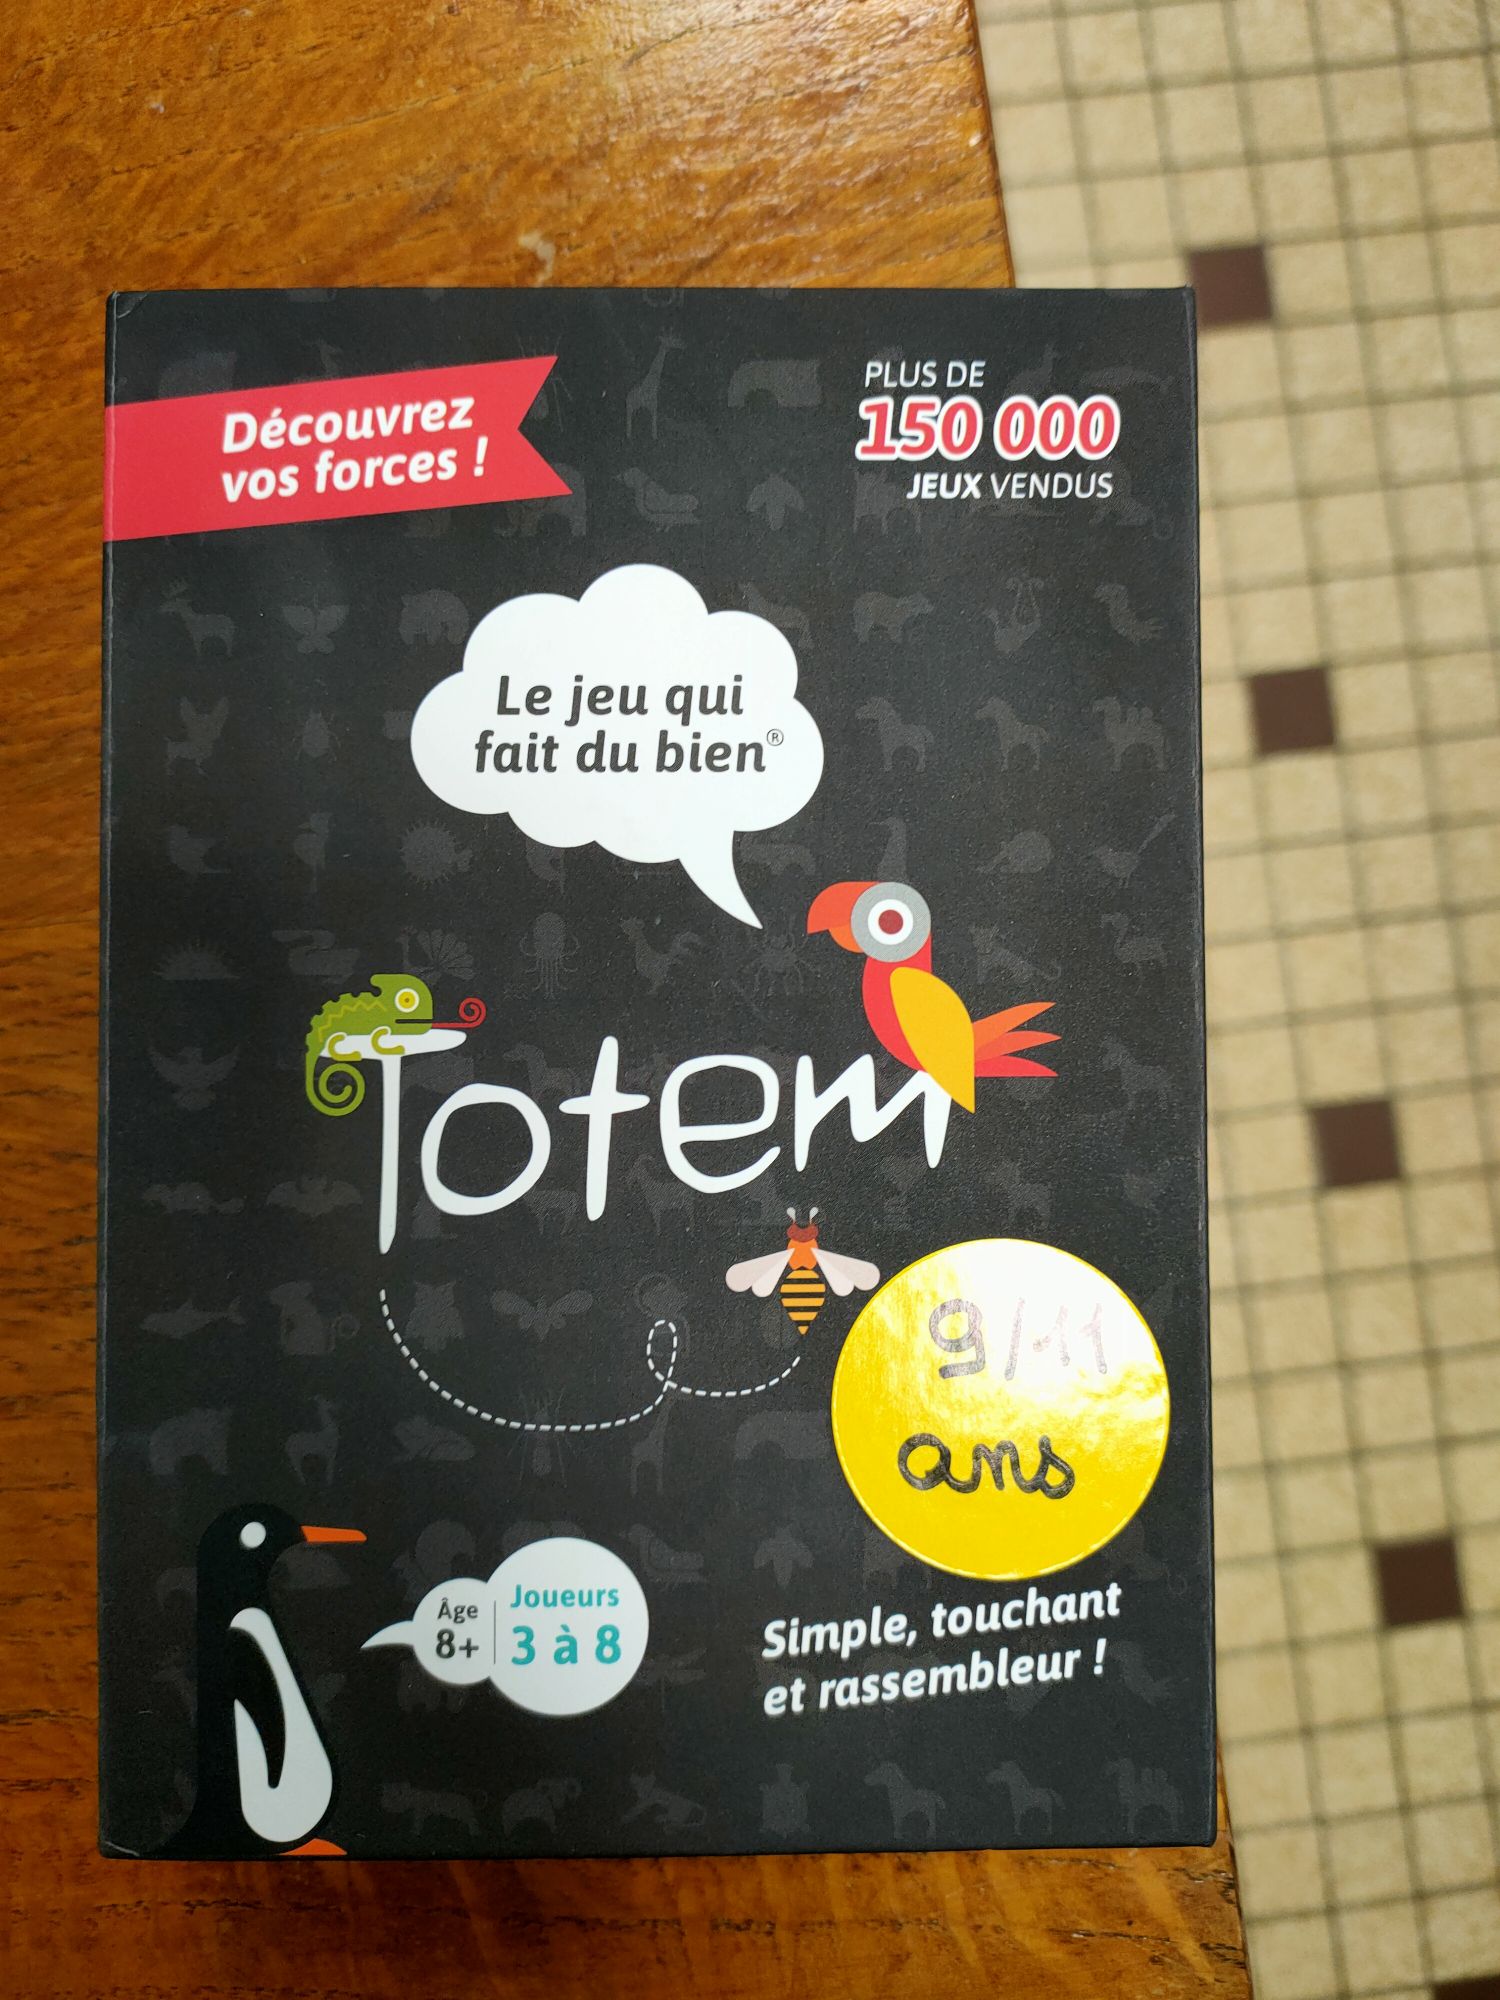 Découvrez
vos forces !
PLUS DE
150 000
JEUX VENDUS
Le jeu qui
fait du bien®
Totem
9/11
ans
Âge
8+
Joueurs
3 à 8
Simple, touchant
et rassembleur !